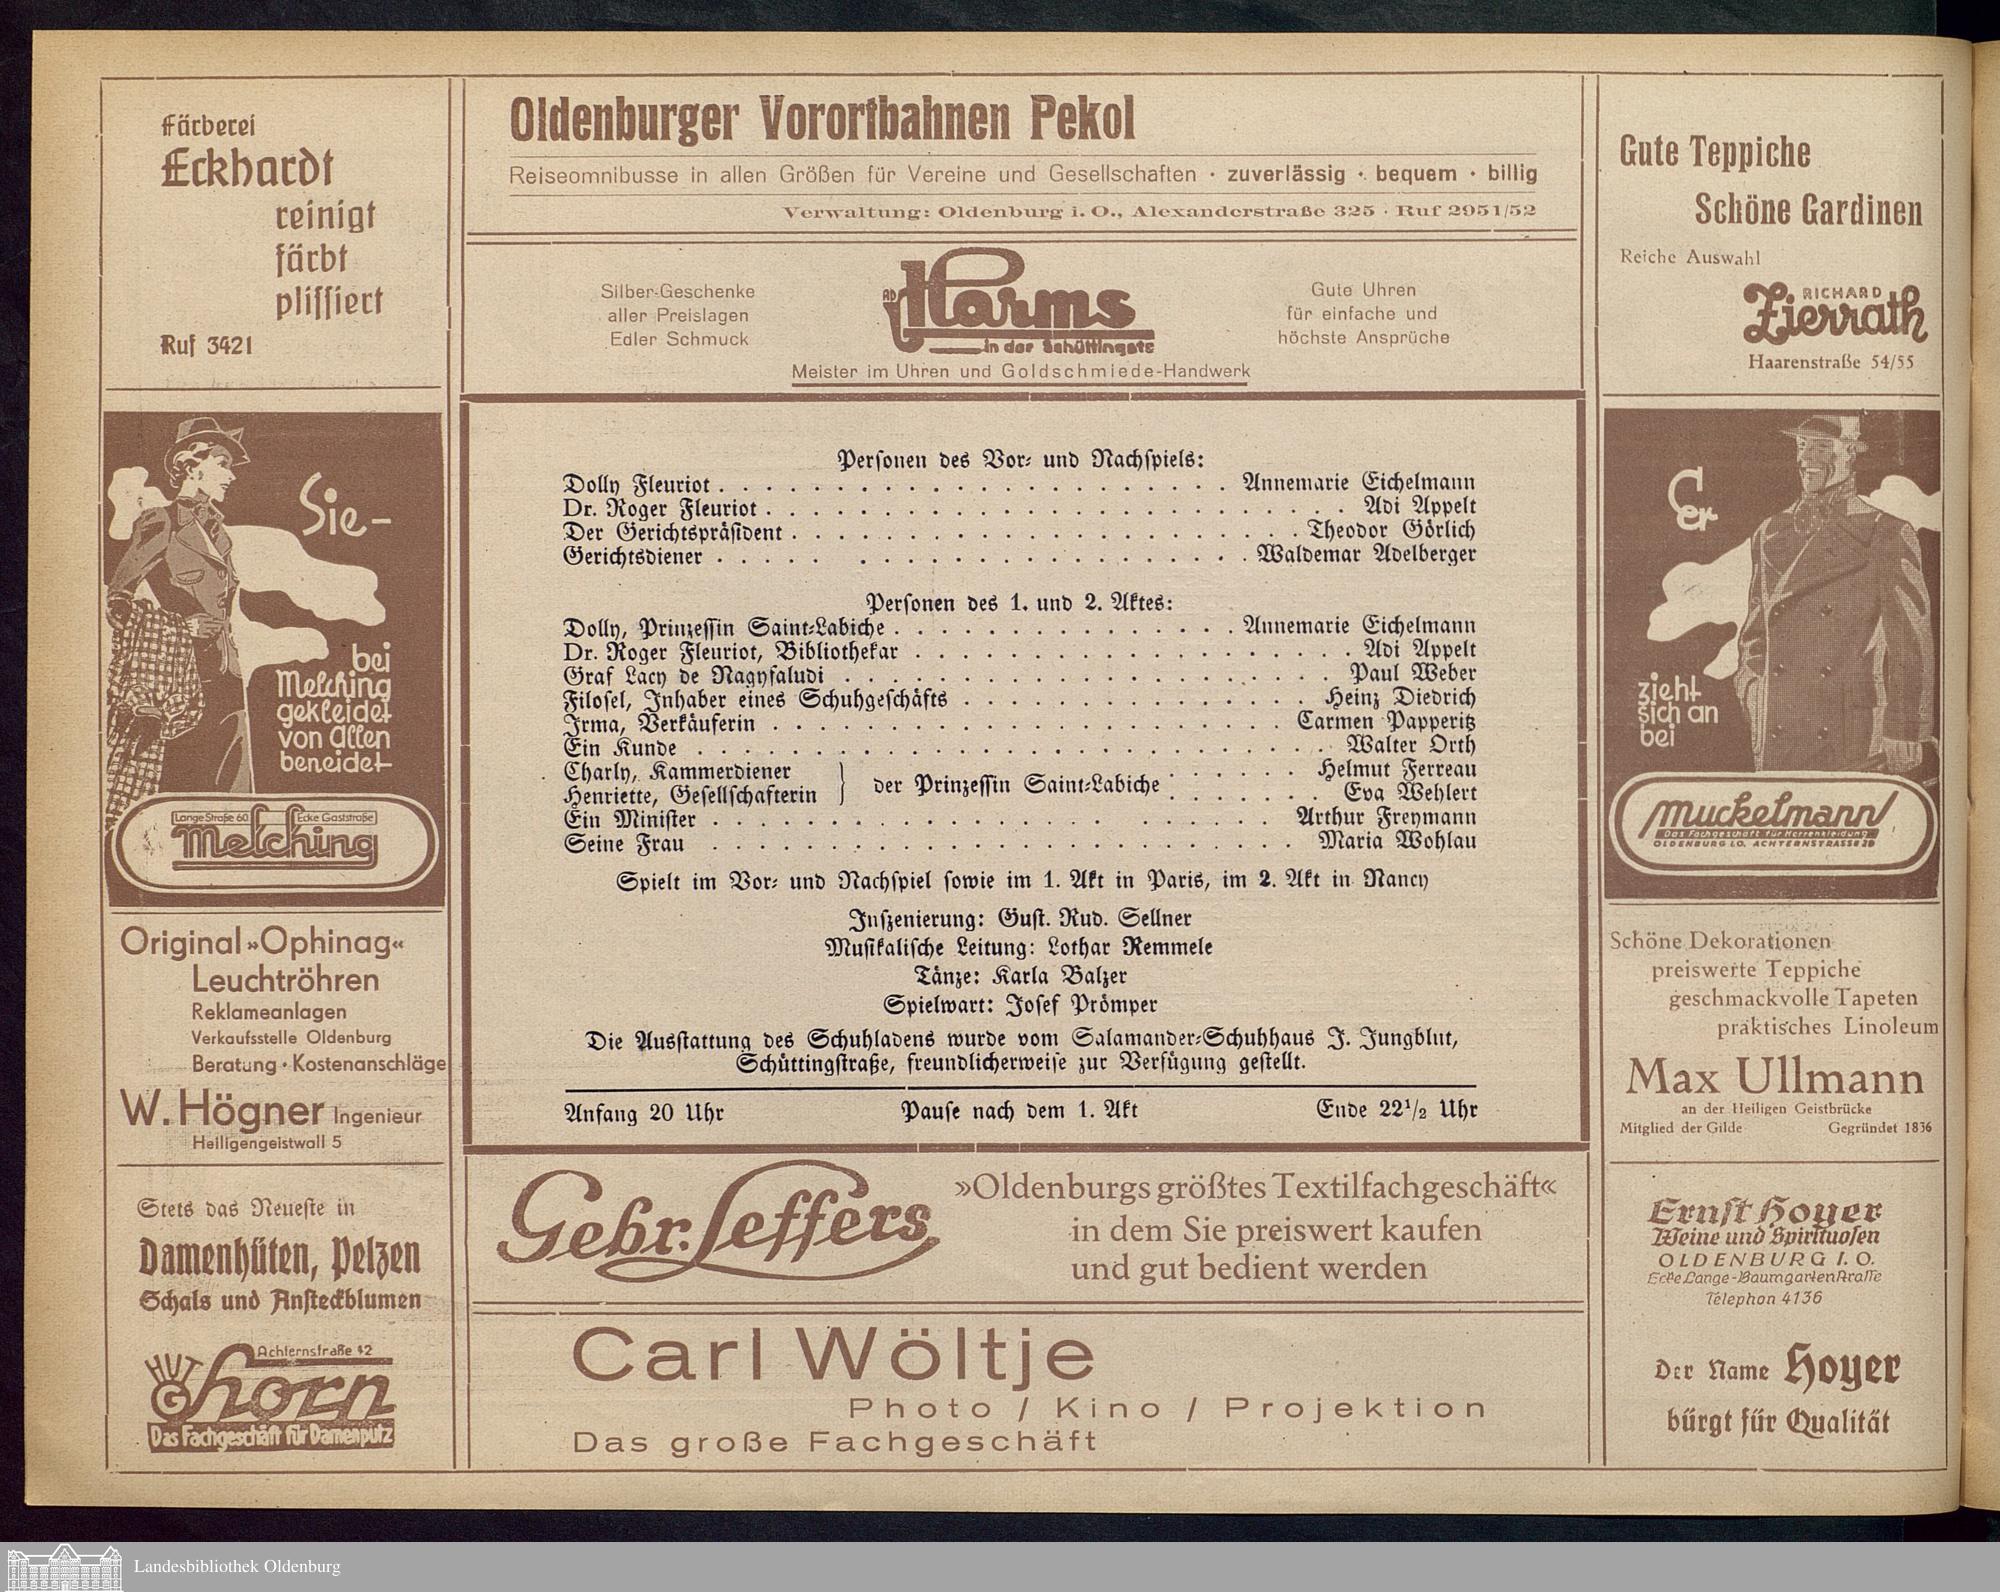 Färberei
Eckhardt
reinigt
färbt
plissiert
Ruf 3421
Sie-
bei
Melching
gekleidet
von Allen
beneidet
Lange Straße 60 Ecke Gaststraße
Melching
Original »Ophinag«
Leuchtröhren
Reklameanlagen
Verkaufsstelle Oldenburg
Beratung · Kostenanschläge
W. Högner Ingenieur
Heiligengeistwall 5
Stets das Neueste in
Damenhüten, Pelzen
Schals und Ansteckblumen
Achternstraße 42
HUT
G
horn
Das Fachgeschäft für Damenputz
Oldenburger Vorortbahnen Pekol
Reiseomnibusse in allen Größen für Vereine und Gesellschaften · zuverlässig · bequem · billig
Verwaltung: Oldenburg i. O., Alexanderstraße 325 · Ruf 2951/52
Silber-Geschenke
aller Preislagen
Edler Schmuck
AD Harms
in der Schüttingstr
Gute Uhren
für einfache und
höchste Ansprüche
Meister im Uhren und Goldschmiede-Handwerk
Personen des Vor- und Nachspiels:
Dolly Fleuriot . . . . . . . . . . . . . . . . . . . . . . Annemarie Eichelmann
Dr. Roger Fleuriot . . . . . . . . . . . . . . . . . . . . . . . . . Adi Appelt
Der Gerichtspräsident . . . . . . . . . . . . . . . . . . . . . . Theodor Görlich
Gerichtsdiener . . . . . . . . . . . . . . . . . . . . . Waldemar Adelberger
Personen des 1. und 2. Aktes:
Dolly, Prinzessin Saint-Labiche . . . . . . . . . . . . . . . Annemarie Eichelmann
Dr. Roger Fleuriot, Bibliothekar . . . . . . . . . . . . . . . . . . . Adi Appelt
Graf Lacy de Nagyfaludi . . . . . . . . . . . . . . . . . . . . . Paul Weber
Filosel, Inhaber eines Schuhgeschäfts . . . . . . . . . . . . . . . Heinz Diedrich
Irma, Verkäuferin . . . . . . . . . . . . . . . . . . . . . . Carmen Papperitz
Ein Kunde . . . . . . . . . . . . . . . . . . . . . . . . . . . Walter Orth
Charly, Kammerdiener } der Prinzessin Saint-Labiche . . . . . . Helmut Ferreau
Henriette, Gesellschafterin } . . . . . . . Eva Wehlert
Ein Minister . . . . . . . . . . . . . . . . . . . . . . . . Arthur Freymann
Seine Frau . . . . . . . . . . . . . . . . . . . . . . . . . Maria Wohlau
Spielt im Vor- und Nachspiel sowie im 1. Akt in Paris, im 2. Akt in Nancy
Inszenierung: Gust. Rud. Sellner
Musikalische Leitung: Lothar Remmele
Tänze: Karla Balzer
Spielwart: Josef Prömper
Die Ausstattung des Schuhladens wurde vom Salamander-Schuhhaus J. Jungblut,
Schüttingstraße, freundlicherweise zur Verfügung gestellt.
Anfang 20 Uhr Pause nach dem 1. Akt Ende 22½ Uhr
Gebr. Leffers
»Oldenburgs größtes Textilfachgeschäft«
in dem Sie preiswert kaufen
und gut bedient werden
Carl Wöltje
Photo / Kino / Projektion
Das große Fachgeschäft
Gute Teppiche
Schöne Gardinen
Reiche Auswahl
RICHARD
Zierrath
Haarenstraße 54/55
Er
zieht
sich an
bei
Muckelmann
Das Fachgeschäft für Herrenkleidung
OLDENBURG I.O. ACHTERNSTRASSE 29
Schöne Dekorationen
preiswerte Teppiche
geschmackvolle Tapeten
praktisches Linoleum
Max Ullmann
an der Heiligen Geistbrücke
Mitglied der Gilde Gegründet 1836
Ernst Hoyer
Weine und Spirituosen
OLDENBURG I. O.
Ecke Lange-Baumgartenstraße
Telephon 4136
Der Name Hoyer
bürgt für Qualität
Landesbibliothek Oldenburg